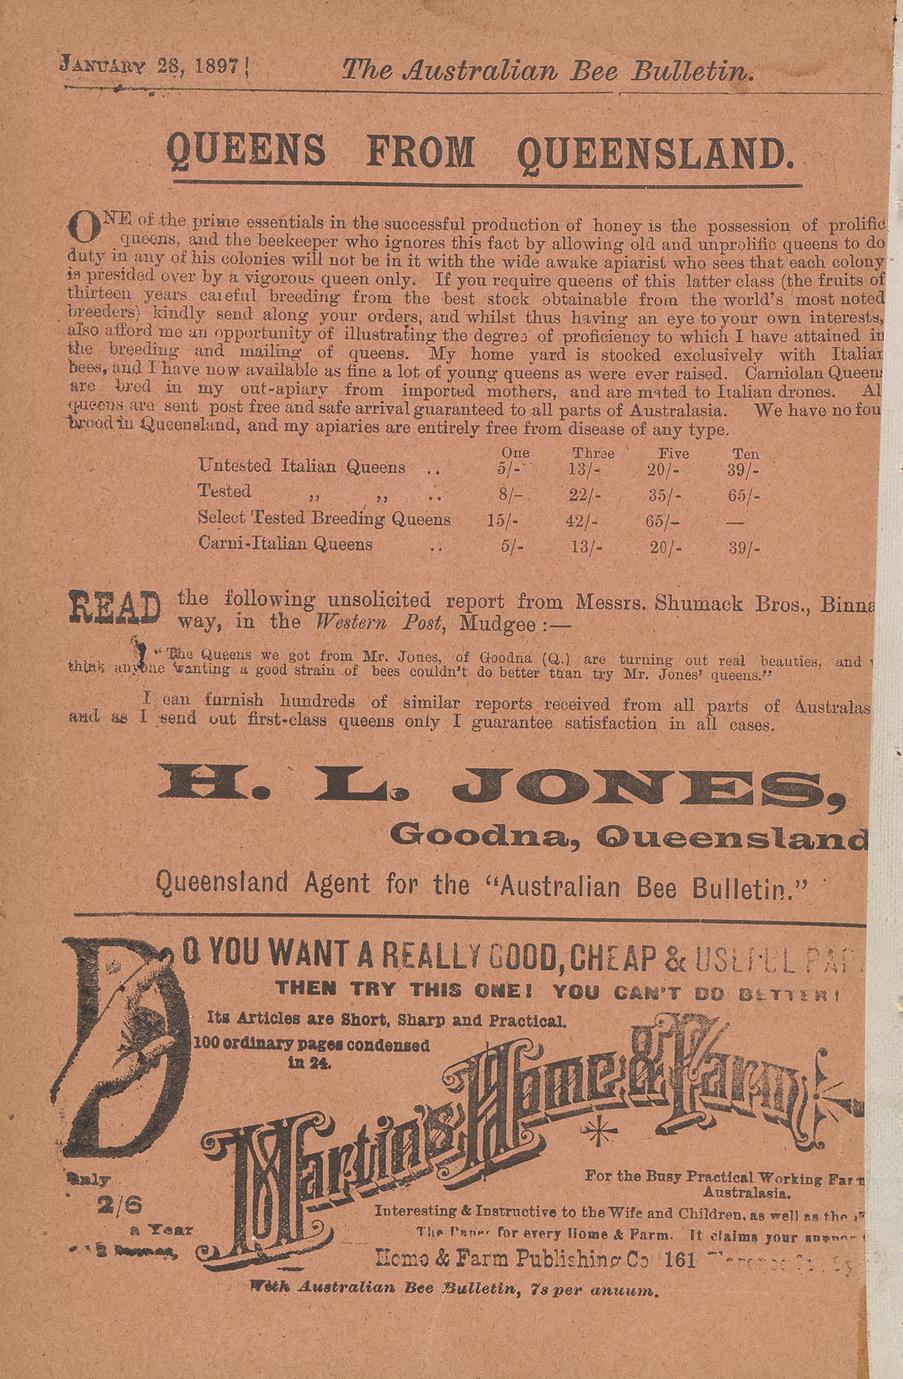 JANUARY 28, 1897
The Australian Bee Bulletin.
QUEENS FROM QUEENSLAND.
ONE of the prime essentials in the successful production of honey is the possession of prolific
queens, and the beekeeper who ignores this fact by allowing old and unprolific queens to do
duty in any of his colonies will not be in it with the wide awake apiarist who sees that each colony
is presided over by a vigorous queen only. If you require queens of this latter class (the fruits of
thirteen years careful breeding from the best stock obtainable from the world's most noted
breeders) kindly send along your orders, and whilst thus having an eye to your own interests,
also afford me an opportunity of illustrating the degree of proficiency to which I have attained in
the breeding and mailing of queens. My home yard is stocked exclusively with Italian
bees, and I have now available as fine a lot of young queens as were ever raised. Carniolan Queens
are bred in my out-apiary from imported mothers, and are mated to Italian drones. Al
queens are sent post free and safe arrival guaranteed to all parts of Australasia. We have no fou
brood in Queensland, and my apiaries are entirely free from disease of any type.
One Three Five Ten
Untested Italian Queens .. 5/- 13/- 20/- 39/-
Tested ,, ,, .. 8/- 22/- 35/- 65/-
Select Tested Breeding Queens 15/- 42/- 65/- —
Carni-Italian Queens .. 5/- 13/- 20/- 39/-
READ the following unsolicited report from Messrs. Shumack Bros., Binna
way, in the Western Post, Mudgee :—
"The Queens we got from Mr. Jones, of Goodna (Q.) are turning out real beauties, and
think anyone wanting a good strain of bees couldn't do better than try Mr. Jones' queens."
I can furnish hundreds of similar reports received from all parts of Australas
and as I send out first-class queens only I guarantee satisfaction in all cases.
H. L. JONES,
Goodna, Queensland
Queensland Agent for the "Australian Bee Bulletin."
DO YOU WANT A REALLY GOOD, CHEAP & USEFUL PAP
THEN TRY THIS ONE! YOU CAN'T DO BETTER!
Its Articles are Short, Sharp and Practical.
100 ordinary pages condensed
in 24.
Martin's Home & Farm
Only
2/6
a Year
For the Busy Practical Working Farm
Australasia.
Interesting & Instructive to the Wife and Children, as well as the
The Paper for every Home & Farm. It claims your
Home & Farm Publishing Co 161
With Australian Bee Bulletin, 7s per anuum.